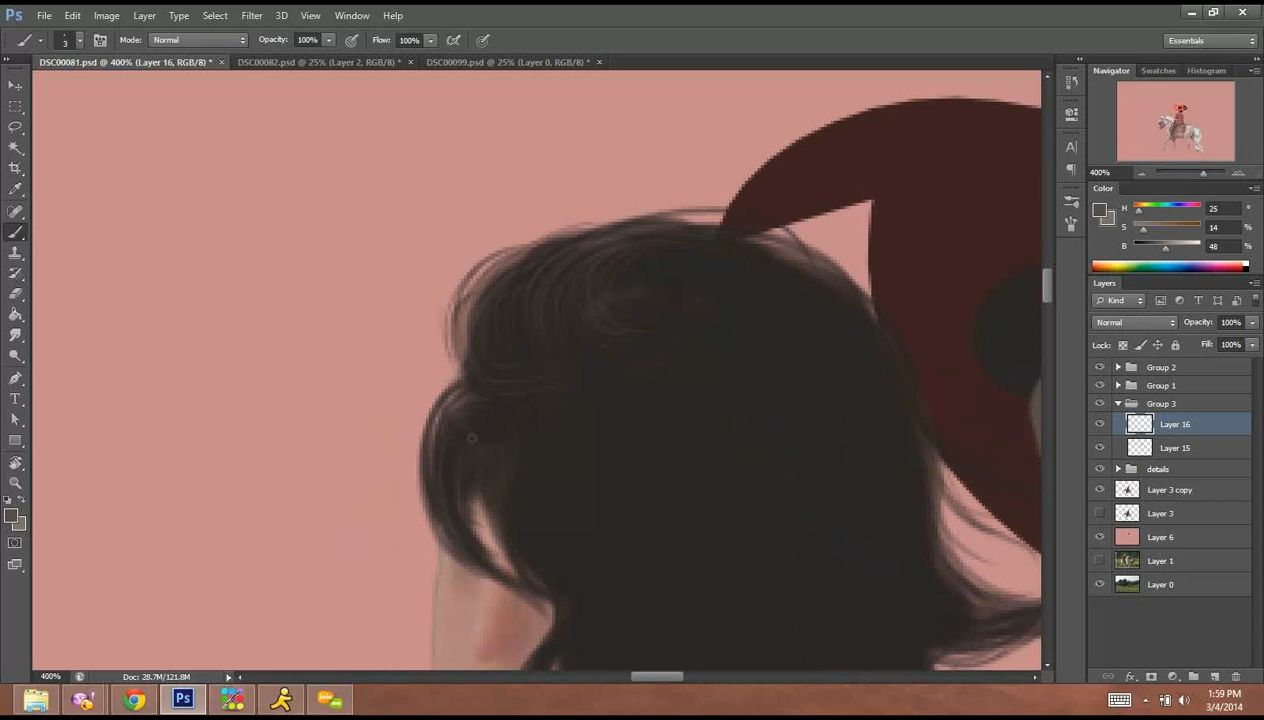 Ps File Edit Image Layer Type Select Filter 3D View Window Help
3 Mode: Normal Opacity: 100% Flow: 100% Essentials
DSC00081.psd @ 400% (Layer 16, RGB/8) * × DSC00082.psd @ 25% (Layer 2, RGB/8) * × DSC00099.psd @ 25% (Layer 0, RGB/8) * ×
Navigator Swatches Histogram
400%
Color
H 25 °
S 14 %
B 48 %
Layers
Kind
Normal Opacity: 100%
Lock: Fill: 100%
Group 2
Group 1
Group 3
Layer 16
Layer 15
details
Layer 3 copy
Layer 3
Layer 6
Layer 1
Layer 0
400% Doc: 28.7M/121.8M
Ps
1:59 PM
3/4/2014